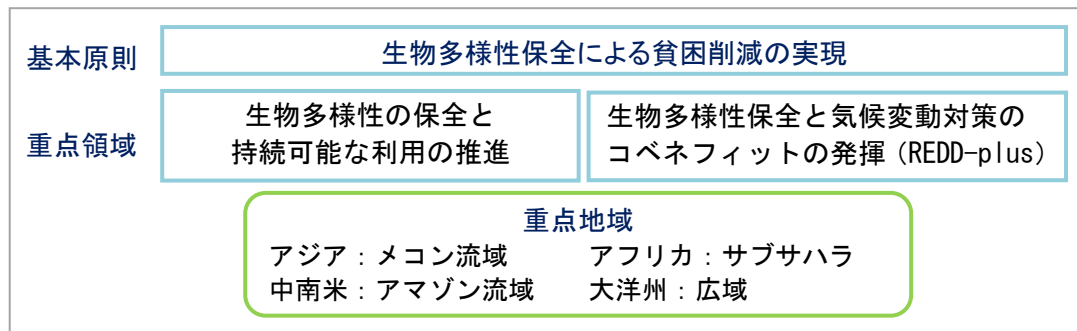 基本原則
生物多様性保全による貧困削減の実現
重点領域
生物多様性の保全と
持続可能な利用の推進
生物多様性保全と気候変動対策の
コベネフィットの発揮（REDD-plus）
重点地域
アジア：メコン流域 アフリカ：サブサハラ
中南米：アマゾン流域 大洋州：広域